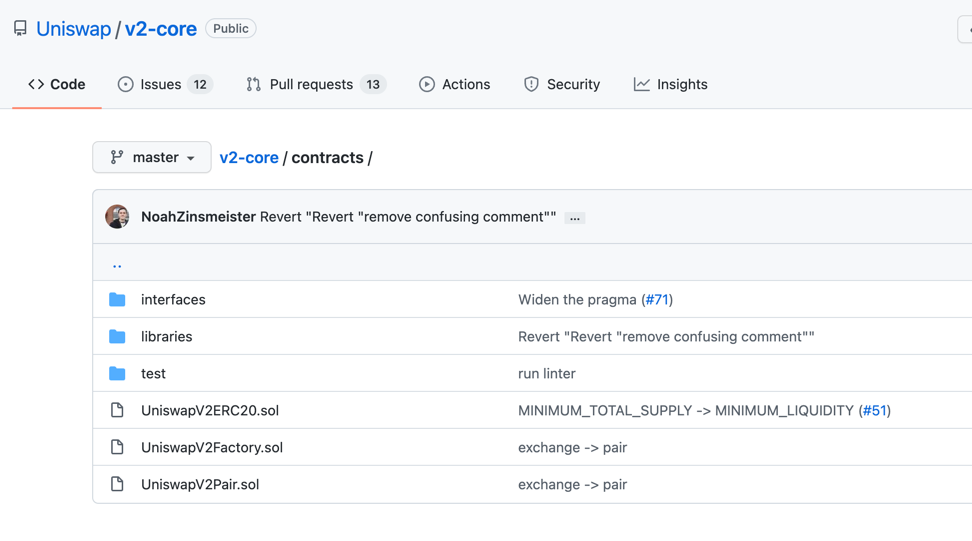 Uniswap / v2-core Public
Code Issues 12 Pull requests 13 Actions Security Insights
master v2-core / contracts /
NoahZinsmeister Revert "Revert "remove confusing comment"" ...
..
interfaces Widen the pragma (#71)
libraries Revert "Revert "remove confusing comment""
test run linter
UniswapV2ERC20.sol MINIMUM_TOTAL_SUPPLY -> MINIMUM_LIQUIDITY (#51)
UniswapV2Factory.sol exchange -> pair
UniswapV2Pair.sol exchange -> pair